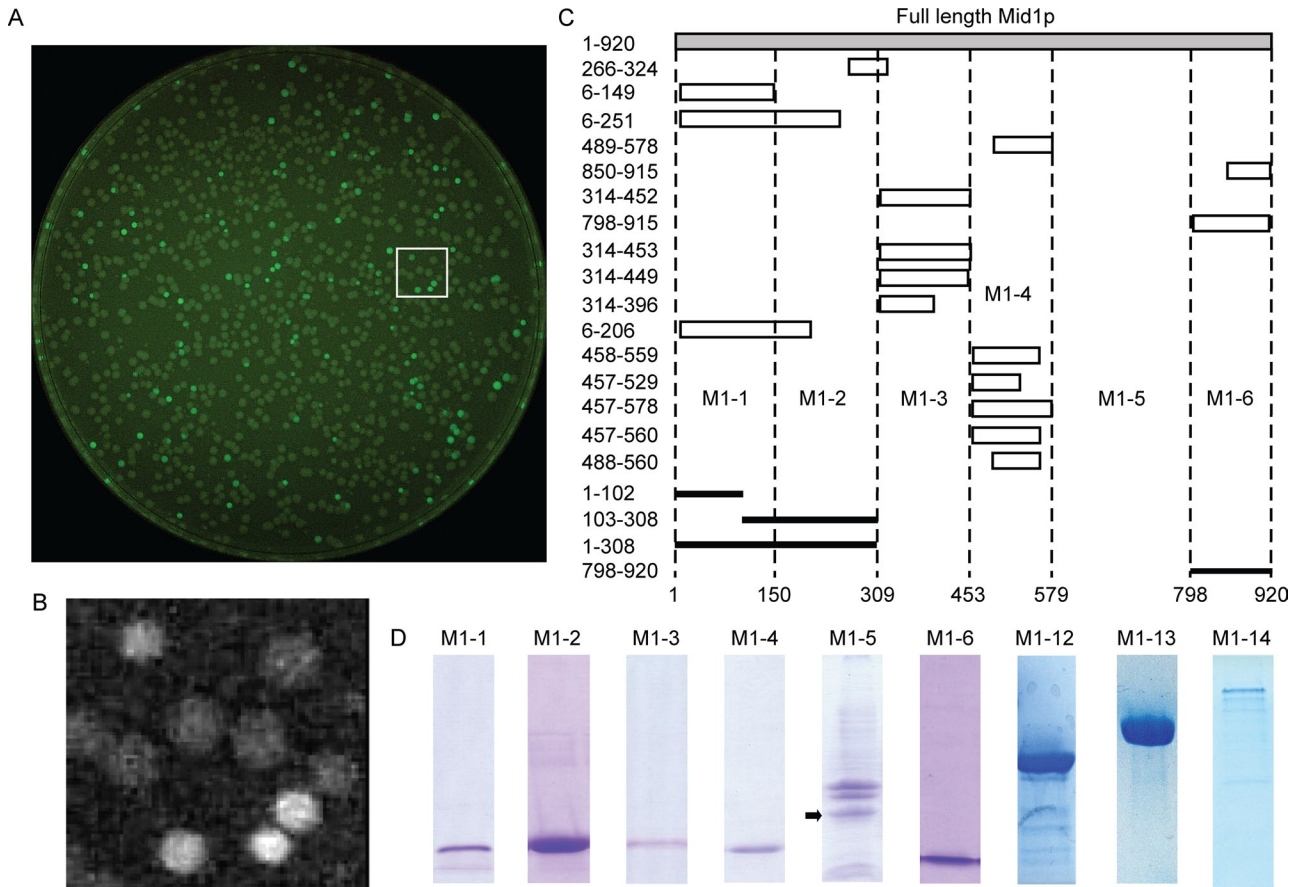 A
C
Full length Mid1p
1-920
266-324
6-149
6-251
489-578
850-915
314-452
798-915
314-453
314-449
M1-4
314-396
6-206
458-559
457-529
457-578
M1-1 M1-2 M1-3 M1-5 M1-6
457-560
488-560
1-102
103-308
1-308
798-920
1 150 309 453 579 798 920
B
D
M1-1 M1-2 M1-3 M1-4 M1-5 M1-6 M1-12 M1-13 M1-14